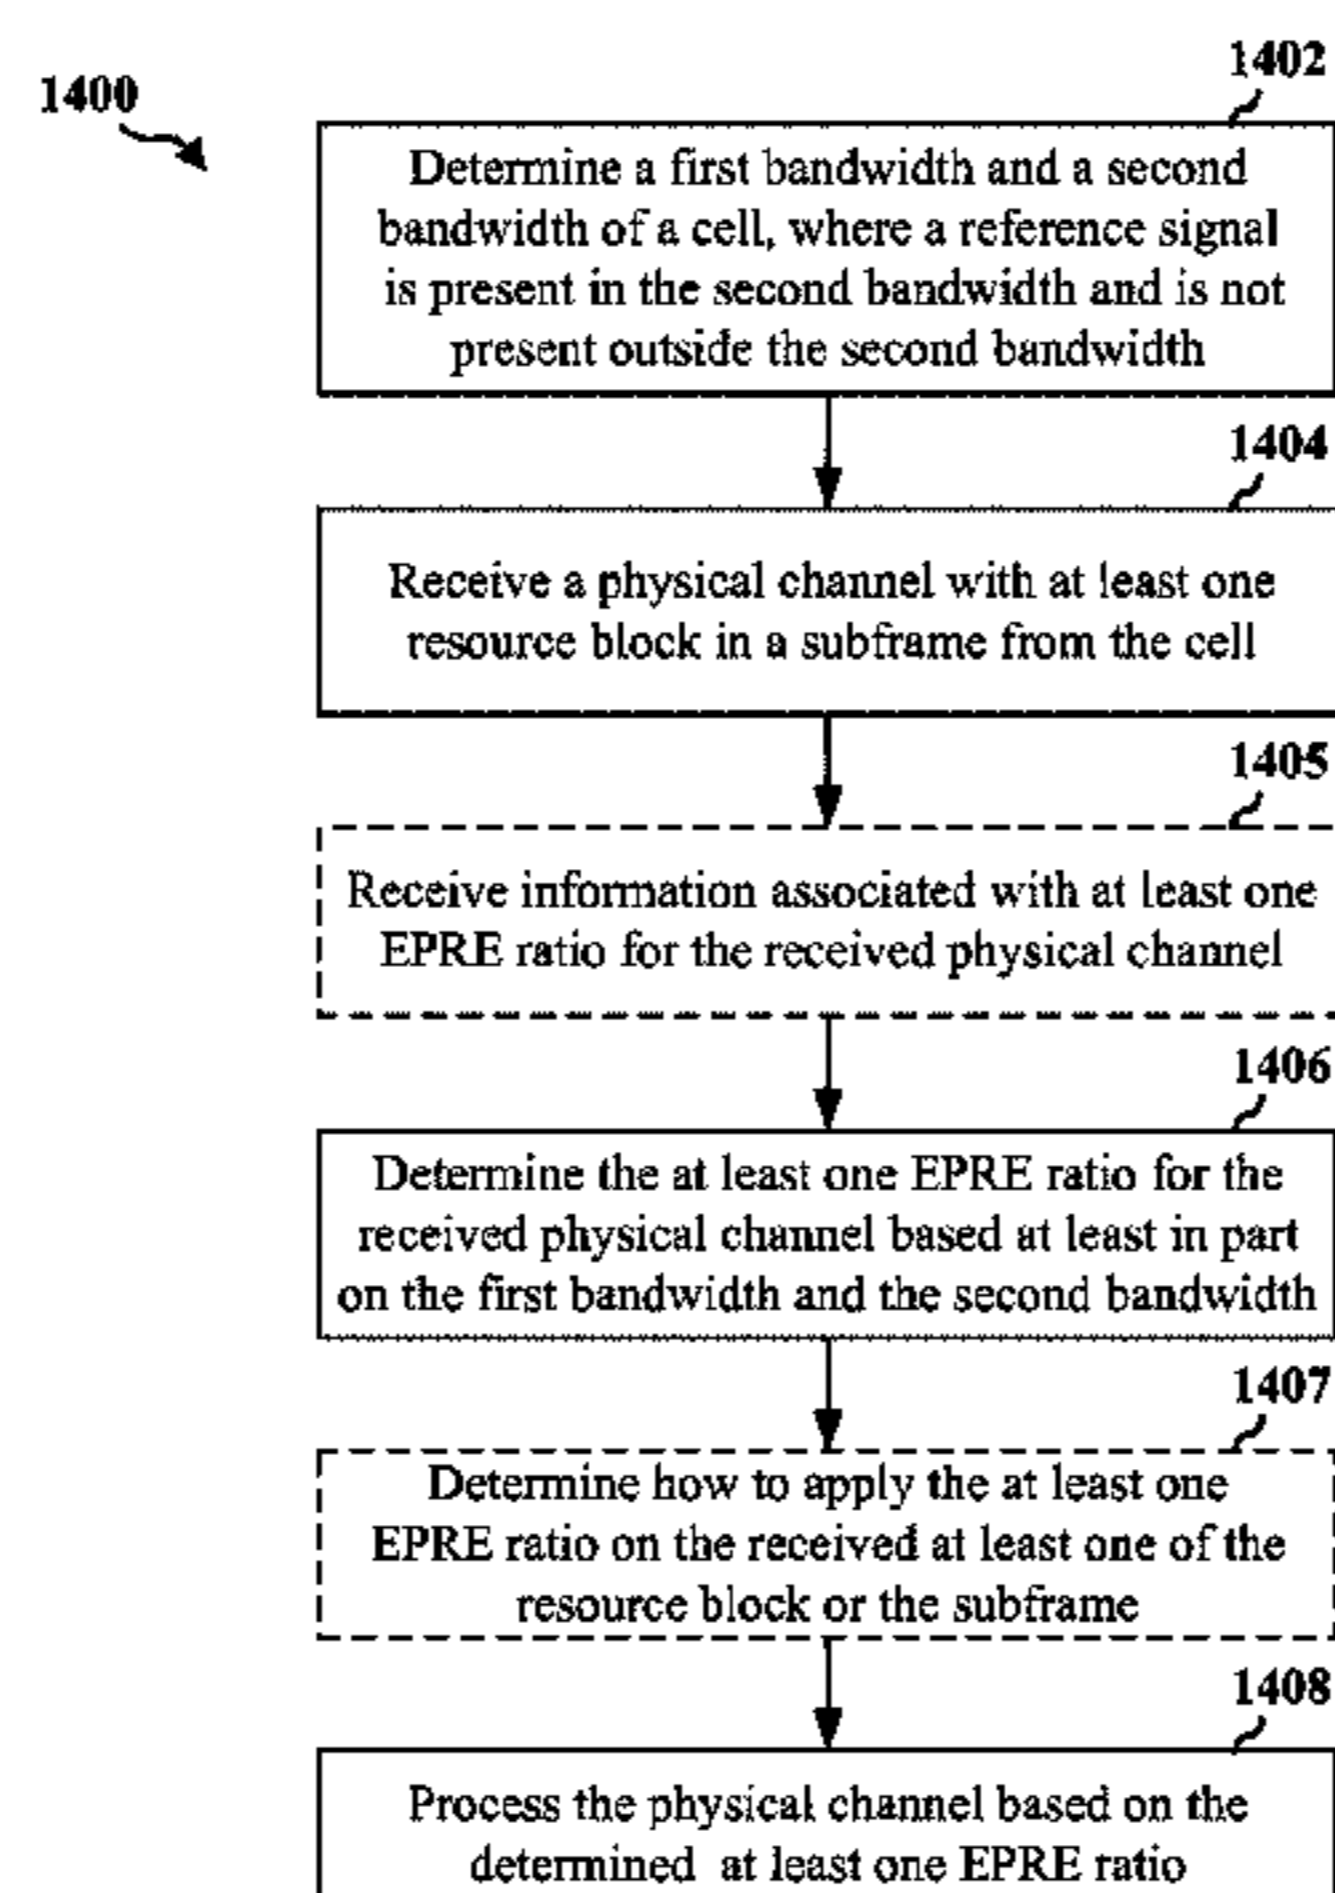 1400
1402
Determine a first bandwidth and a second
bandwidth of a cell, where a reference signal
is present in the second bandwidth and is not
present outside the second bandwidth
1404
Receive a physical channel with at least one
resource block in a subframe from the cell
1405
Receive information associated with at least one
EPRE ratio for the received physical channel
1406
Determine the at least one EPRE ratio for the
received physical channel based at least in part
on the first bandwidth and the second bandwidth
1407
Determine how to apply the at least one
EPRE ratio on the received at least one of the
resource block or the subframe
1408
Process the physical channel based on the
determined at least one EPRE ratio